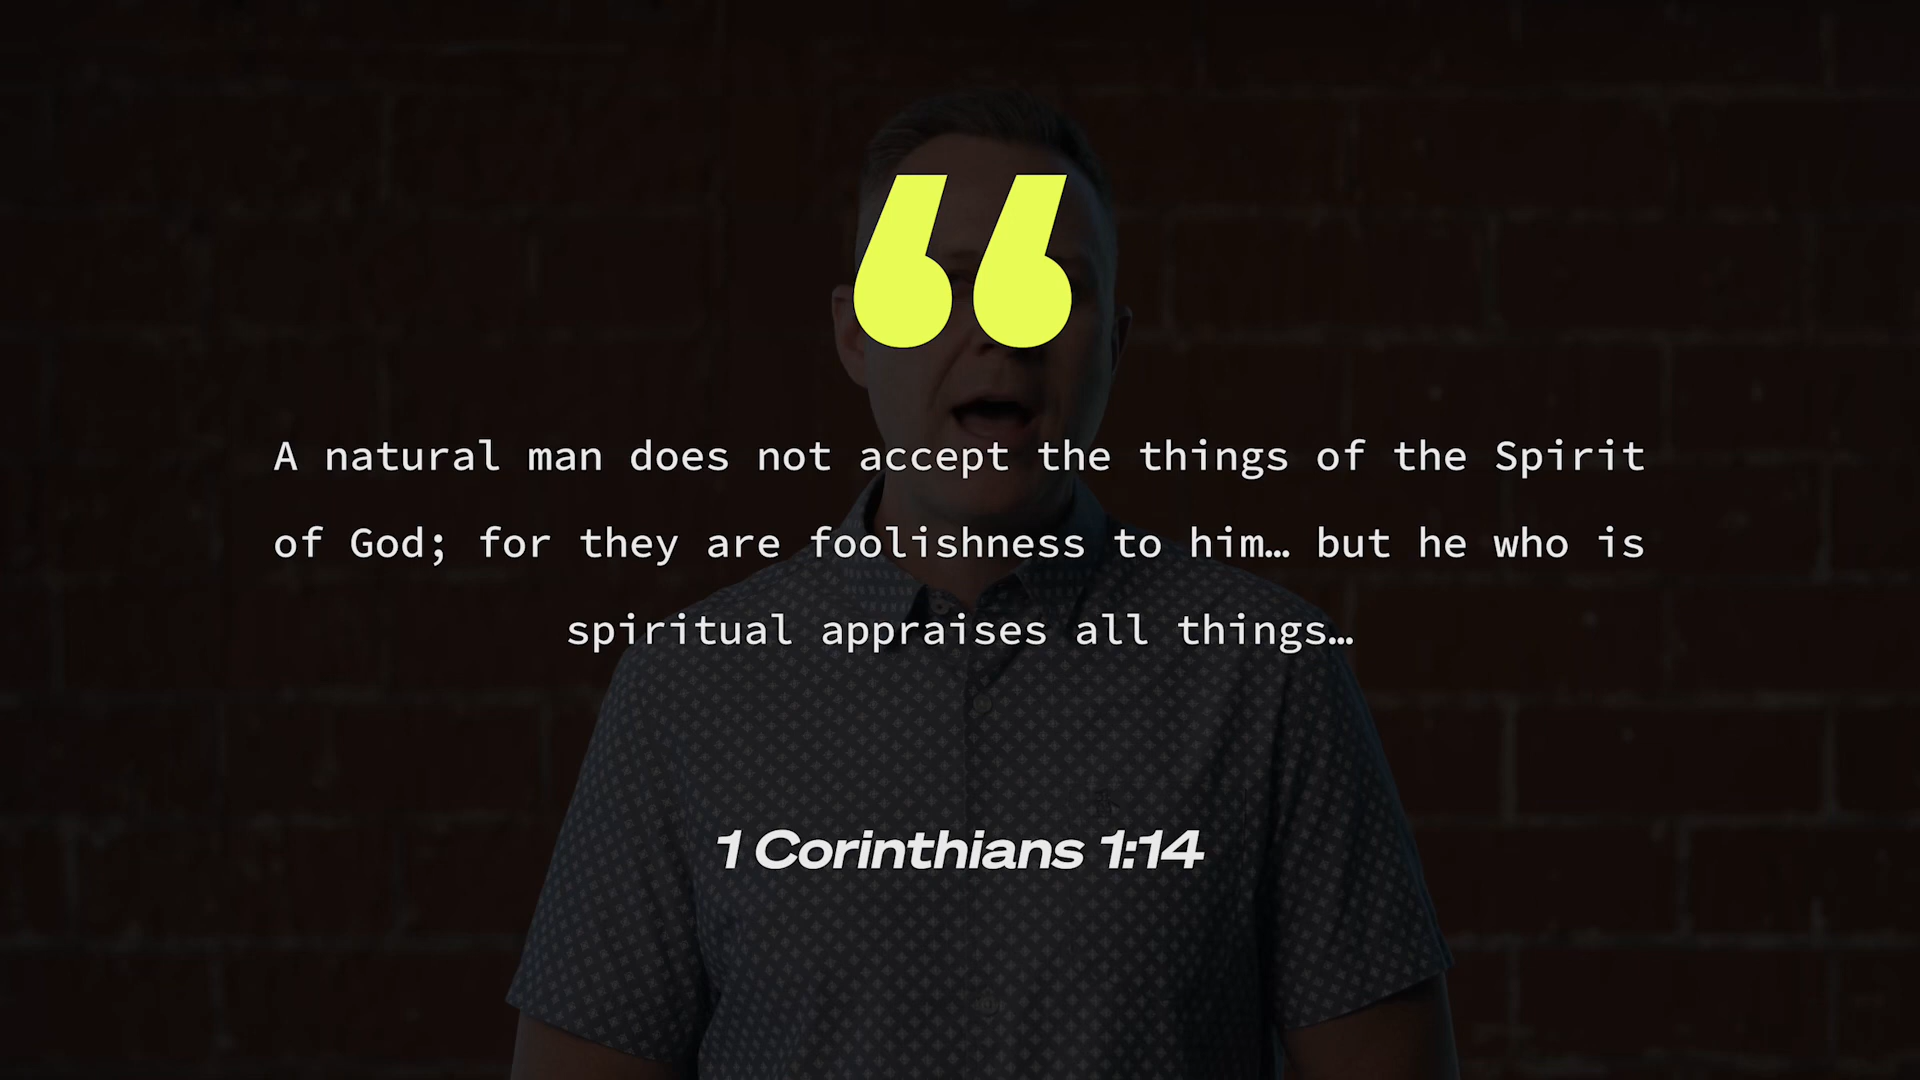 “
A natural man does not accept the things of the Spirit
of God; for they are foolishness to him… but he who is
spiritual appraises all things…
1 Corinthians 1:14